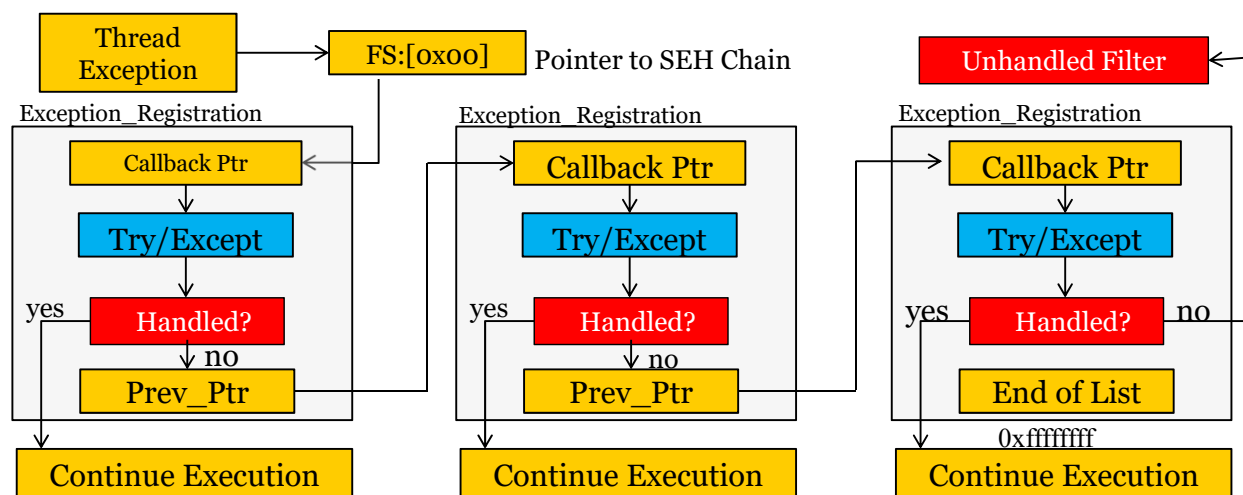 Thread
Exception
FS:[0x00]
Pointer to SEH Chain
Unhandled Filter
Exception_Registration
Callback Ptr
Try/Except
yes
Handled?
no
Prev_Ptr
Continue Execution
Exception_Registration
Callback Ptr
Try/Except
yes
Handled?
no
Prev_Ptr
Continue Execution
Exception_Registration
Callback Ptr
Try/Except
yes
Handled?
no
End of List
0xffffffff
Continue Execution